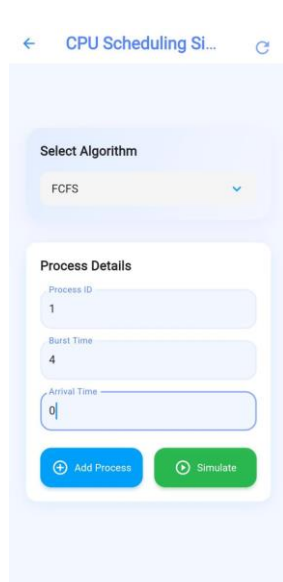 CPU Scheduling Si...
Select Algorithm
FCFS
Process Details
Process ID
1
Burst Time
4
Arrival Time
0
Add Process
Simulate